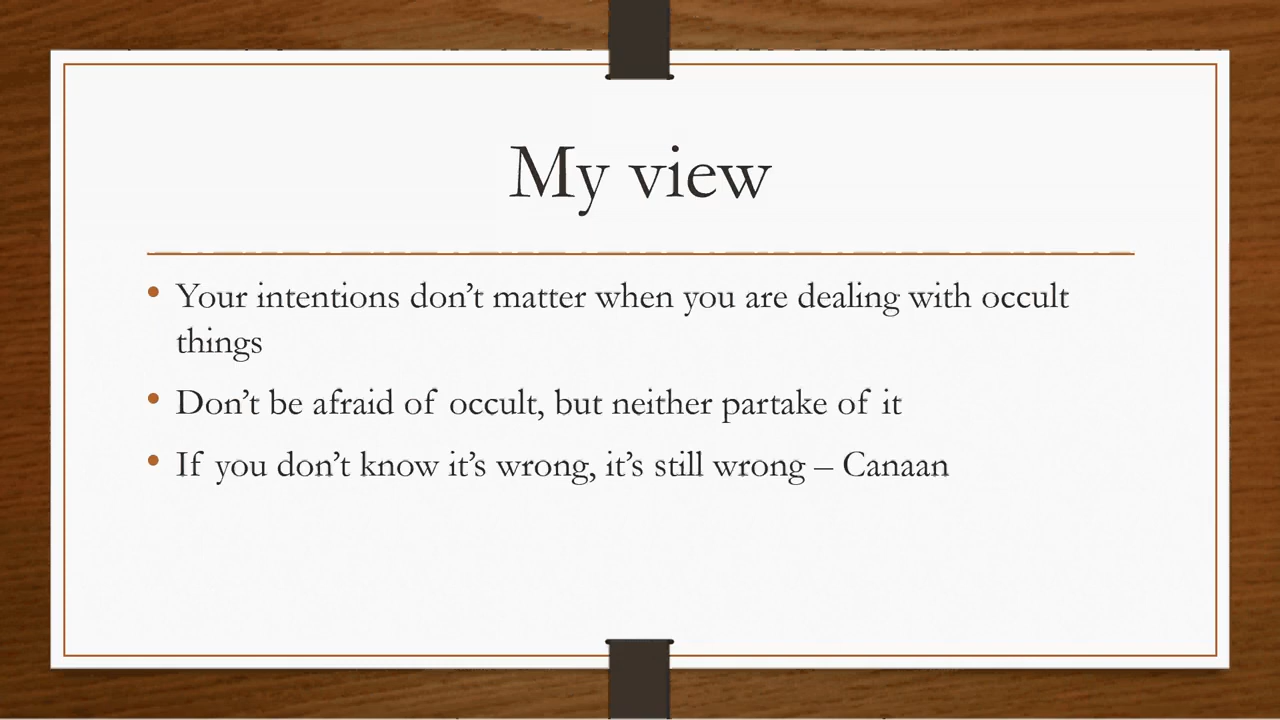 My view
• Your intentions don’t matter when you are dealing with occult
things
• Don’t be afraid of occult, but neither partake of it
• If you don’t know it’s wrong, it’s still wrong – Canaan